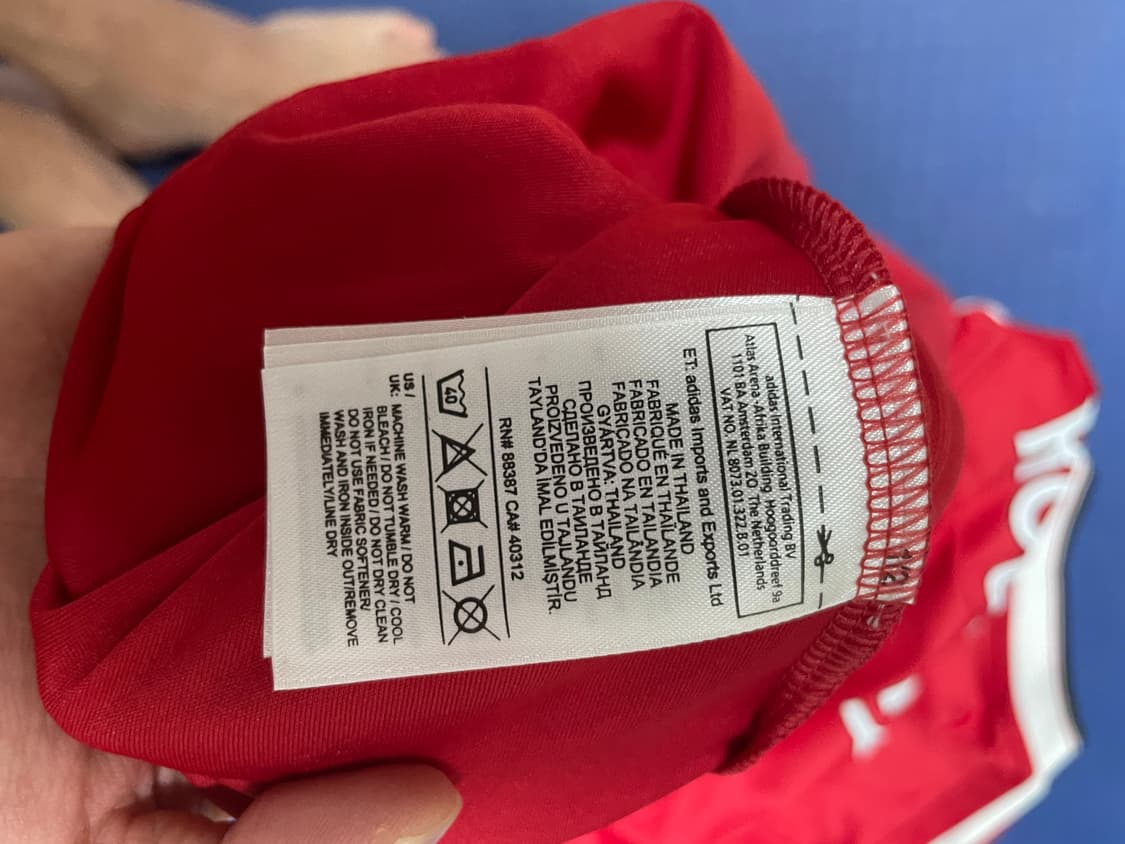 adidas International Trading BV
Atlas Arena -Afrika Building - Hoogoorddreef 9a
1101 BA Amsterdam ZO, The Netherlands
VAT NO. NL 8073.01.322.B.01
ET: adidas Imports and Exports Ltd
MADE IN THAILAND
FABRIQUÉ EN THAÏLANDE
FABRICADO EN TAILANDIA
FABRICADO NA TAILÂNDIA
GYÁRTVA: THAILAND
ПРОИЗВЕДЕНО В ТАЙЛАНД
СДЕЛАНО В ТАИЛАНДЕ
PROIZVEDENO U TAJLANDU
TAYLAND'DA İMAL EDİLMİŞTİR.
RN# 88387 CA# 40312
40
US /
UK: MACHINE WASH WARM / DO NOT
BLEACH / DO NOT TUMBLE DRY / COOL
IRON IF NEEDED / DO NOT DRY CLEAN
DO NOT USE FABRIC SOFTENER/
WASH AND IRON INSIDE OUT/REMOVE
IMMEDIATELY/LINE DRY